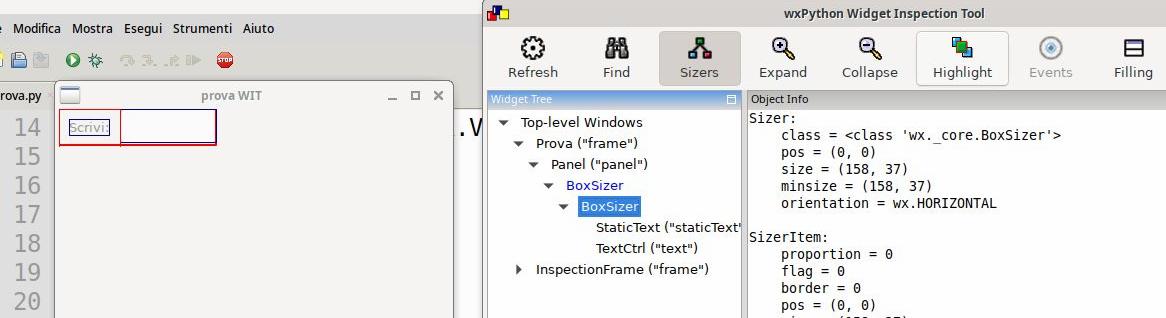 wxPython Widget Inspection Tool
Modifica Mostra Esegui Strumenti Aiuto
STOP
Refresh Find Sizers Expand Collapse Highlight Events Filling
rova.py
prova WIT
Scrivi:
14
15
16
17
18
19
20
.W
Widget Tree
Top-level Windows
Prova ("frame")
Panel ("panel")
BoxSizer
BoxSizer
StaticText ("staticText"
TextCtrl ("text")
InspectionFrame ("frame")
Object Info
Sizer:
class = <class 'wx._core.BoxSizer'>
pos = (0, 0)
size = (158, 37)
minsize = (158, 37)
orientation = wx.HORIZONTAL
SizerItem:
proportion = 0
flag = 0
border = 0
pos = (0, 0)